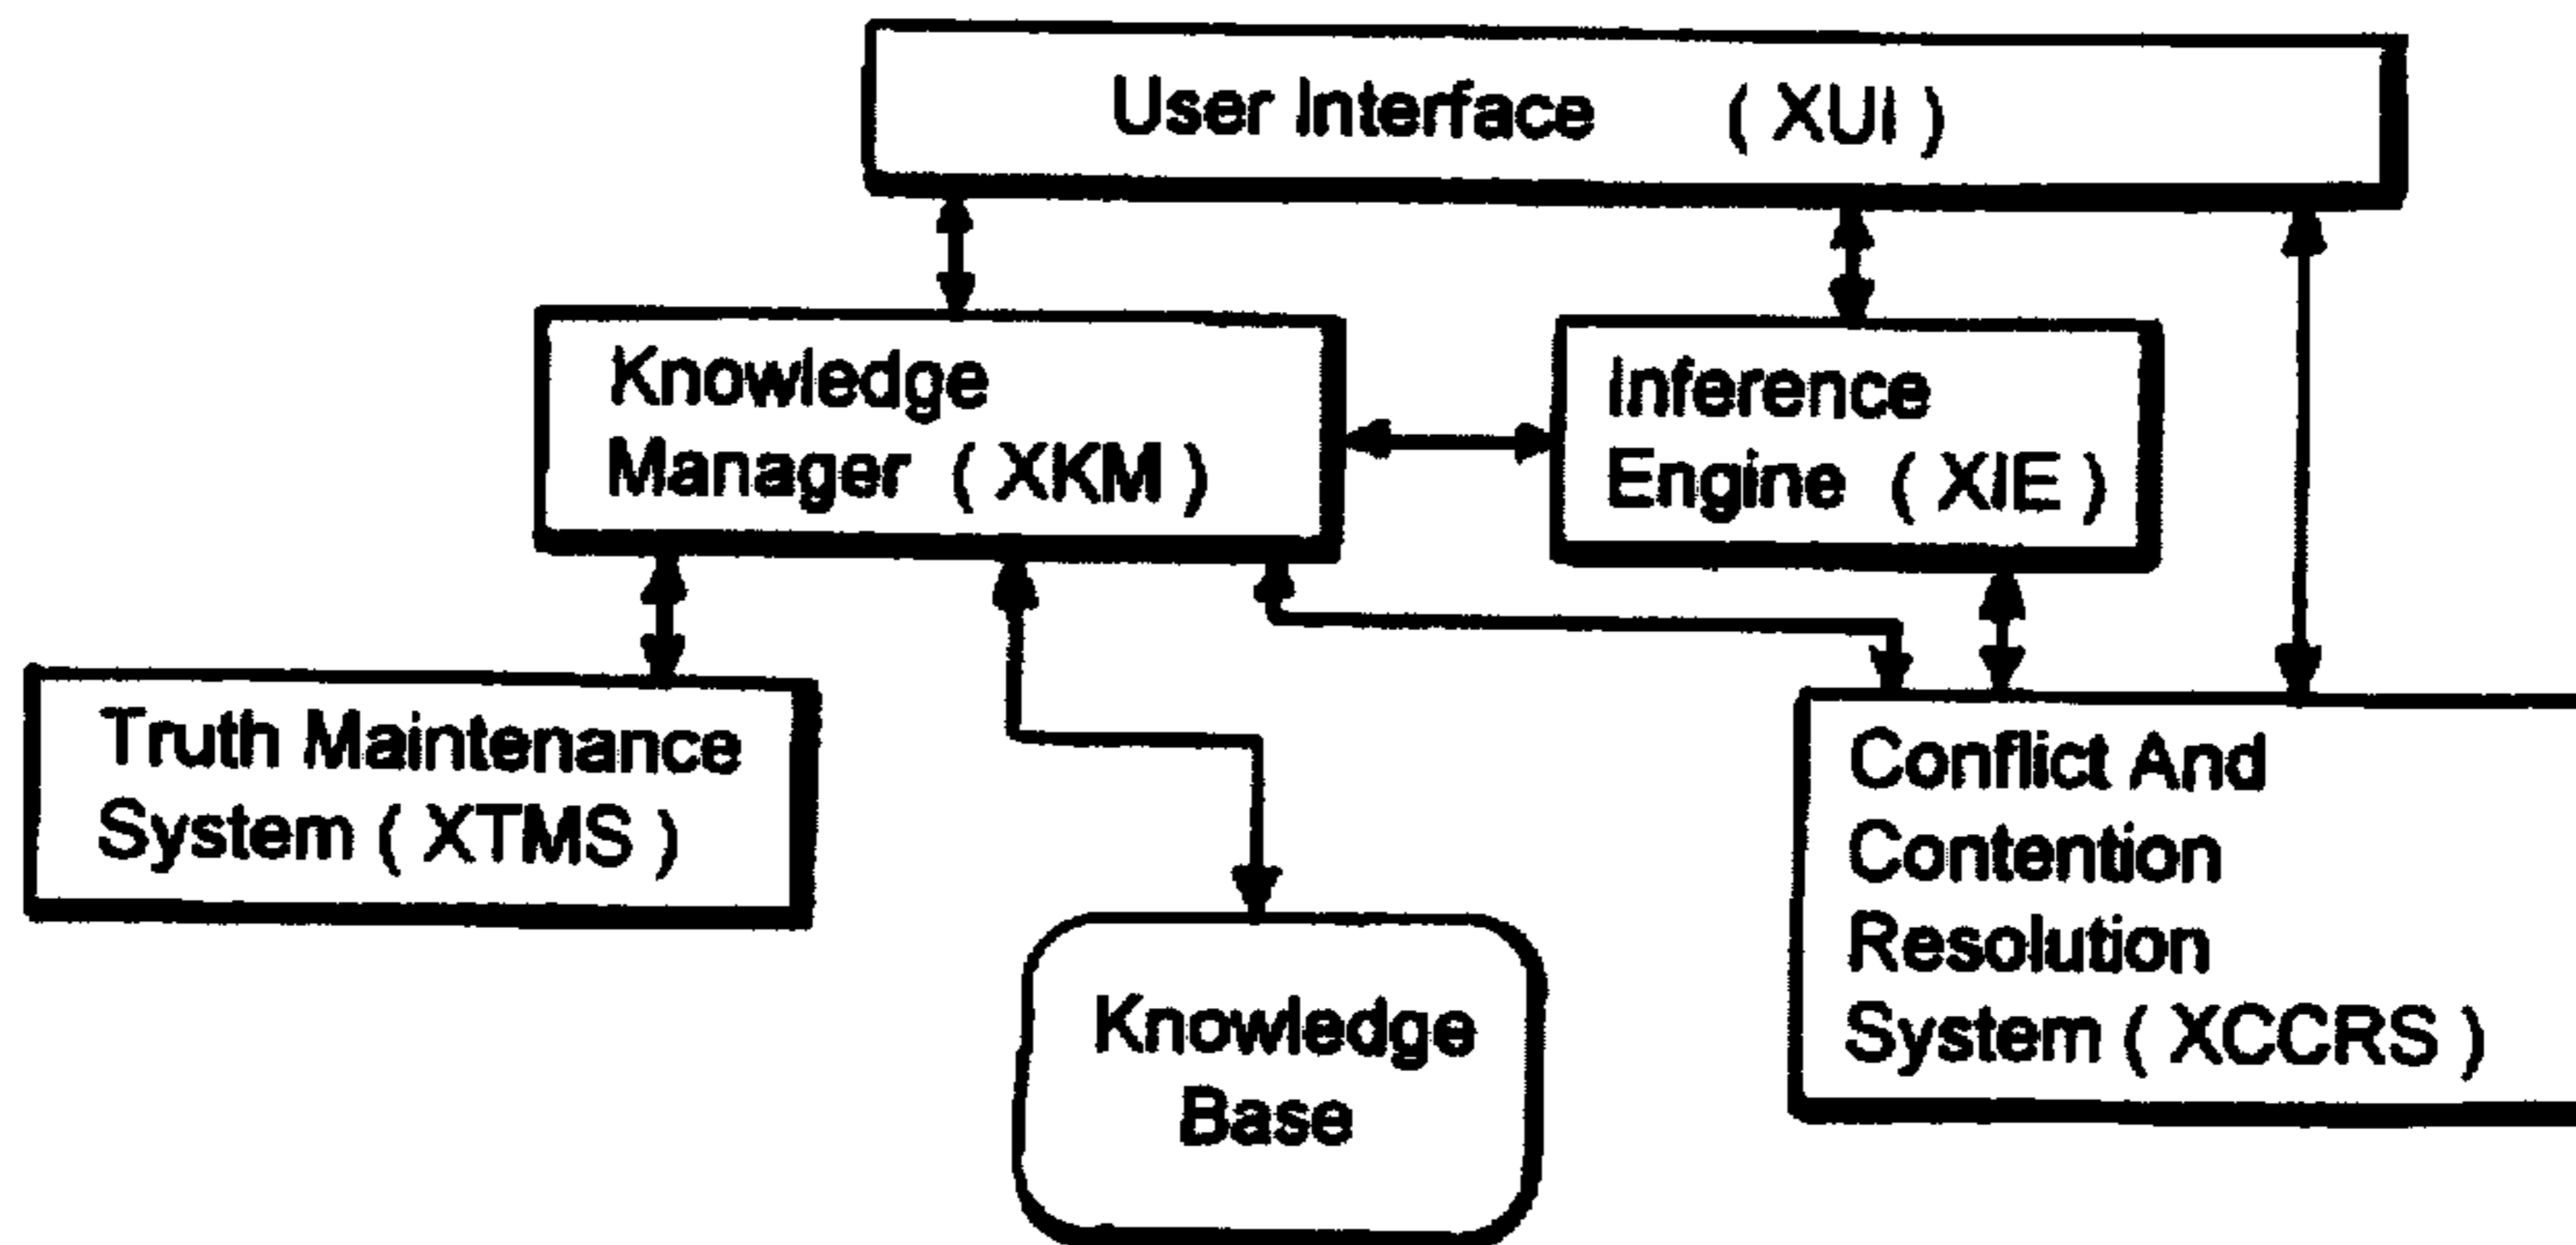 User Interface ( XUI )
Knowledge
Manager ( XKM )
Inference
Engine ( XIE )
Truth Maintenance
System ( XTMS )
Conflict And
Contention
Resolution
System ( XCCRS )
Knowledge
Base